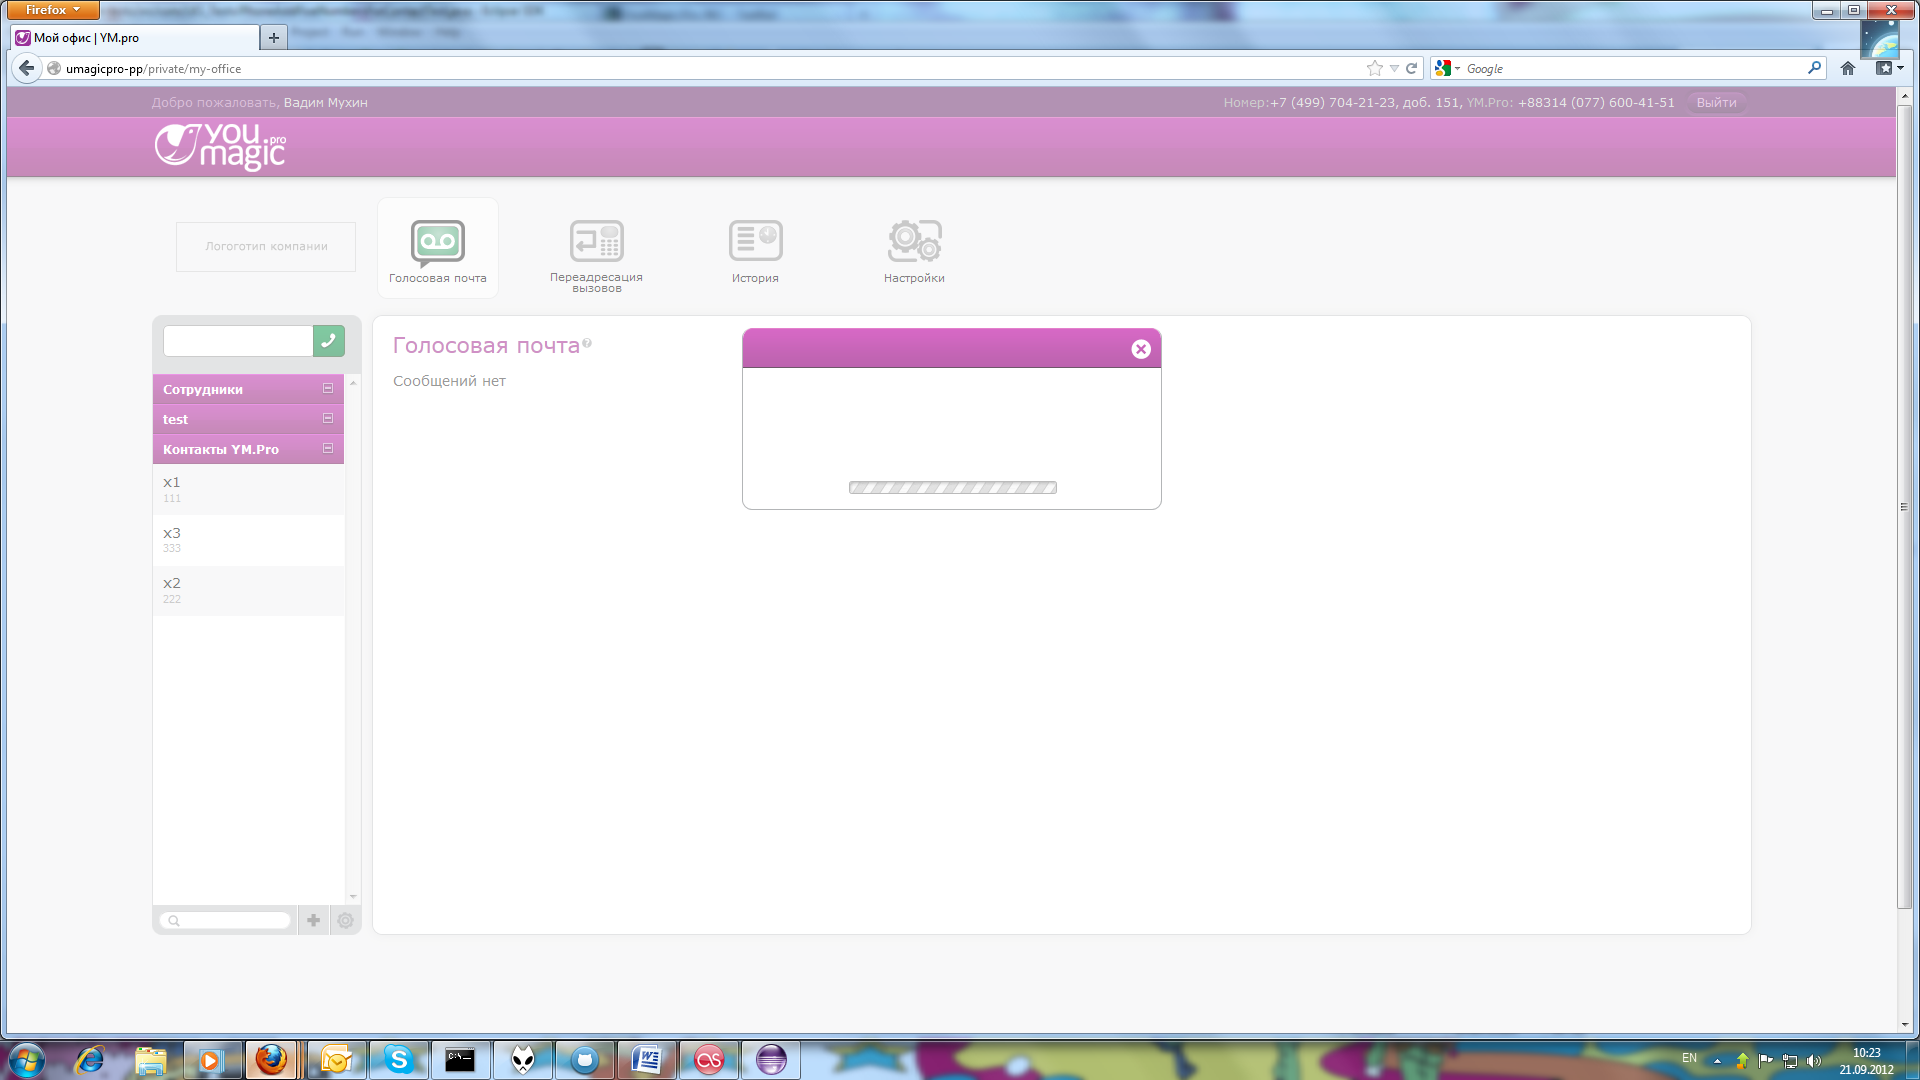 Firefox
Мой офис | YM.pro
umagicpro-pp/private/my-office
Google
Добро пожаловать, Вадим Мухин
Номер:+7 (499) 704-21-23, доб. 151, YM.Pro: +88314 (077) 600-41-51
Выйти
you
magic
pro
Логоготип компании
Голосовая почта
Переадресация
вызовов
История
Настройки
Голосовая почта
Сообщений нет
Сотрудники
test
Контакты YM.Pro
x1
111
x3
333
x2
222
EN
10:23
21.09.2012